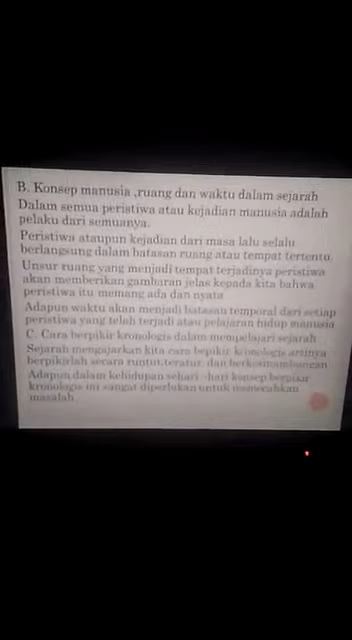 B. Konsep manusia ,ruang dan waktu dalam sejarah
Dalam semua peristiwa atau kejadian manusia adalah
pelaku dari semuanya.
Peristiwa ataupun kejadian dari masa lalu selalu
berlangsung dalam batasan ruang atau tempat tertentu.
Unsur ruang yang menjadi tempat terjadinya peristiwa
akan memberikan gambaran jelas kepada kita bahwa
peristiwa itu memang ada dan nyata
Adapun waktu akan menjadi batasan temporal dari setiap
peristiwa yang telah terjadi atau pelajaran hidup manusia
C. Cara berpikir kronologis dalam mempelajari sejarah
Sejarah mengajarkan kita cara bepikir kronologis artinya
berpikirlah secara runtut,teratur, dan berkesinambungan
Adapun dalam kehidupan sehari -hari konsep berpikir
kronologis ini sangat diperlukan untuk memecahkan
masalah